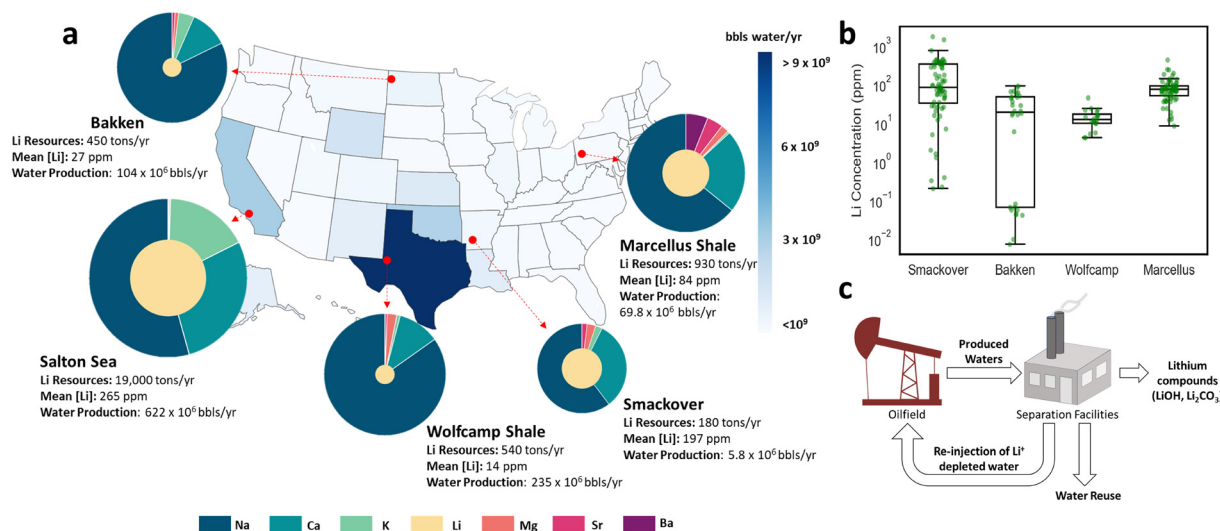 a
Bakken
Li Resources: 450 tons/yr
Mean [Li]: 27 ppm
Water Production: 104 x 10⁶ bbls/yr
Salton Sea
Li Resources: 19,000 tons/yr
Mean [Li]: 265 ppm
Water Production: 622 x 10⁶ bbls/yr
Wolfcamp Shale
Li Resources: 540 tons/yr
Mean [Li]: 14 ppm
Water Production: 235 x 10⁶ bbls/yr
Smackover
Li Resources: 180 tons/yr
Mean [Li]: 197 ppm
Water Production: 5.8 x 10⁶ bbls/yr
Marcellus Shale
Li Resources: 930 tons/yr
Mean [Li]: 84 ppm
Water Production:
69.8 x 10⁶ bbls/yr
bbls water/yr
> 9 x 10⁹
6 x 10⁹
3 x 10⁹
<10⁹
Na Ca K Li Mg Sr Ba
b
Li Concentration (ppm)
10³
10²
10¹
10⁰
10⁻¹
10⁻²
Smackover Bakken Wolfcamp Marcellus
c
Produced
Waters
Oilfield
Separation Facilities
Lithium
compounds
(LiOH, Li₂CO₃
Re-injection of Li⁺
depleted water
Water Reuse